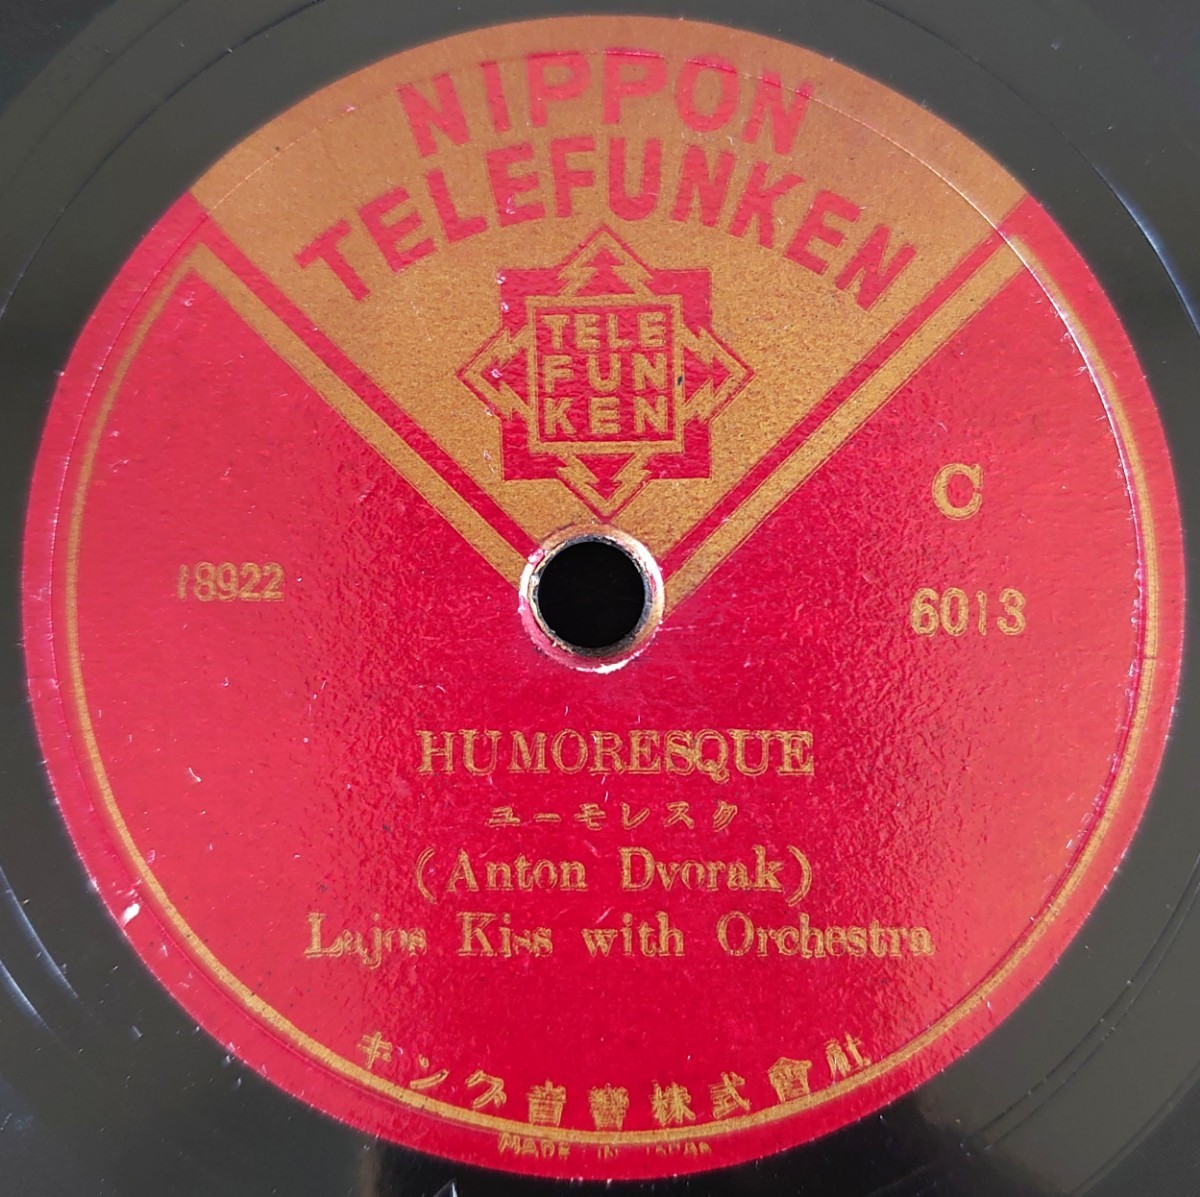 NIPPON
TELEFUNKEN
TELE
FUN
KEN
C
18922
6013
HUMORESQUE
ユーモレスク
(Anton Dvorak)
Lajos Kiss with Orchestra
キング音響株式會社
MADE IN JAPAN